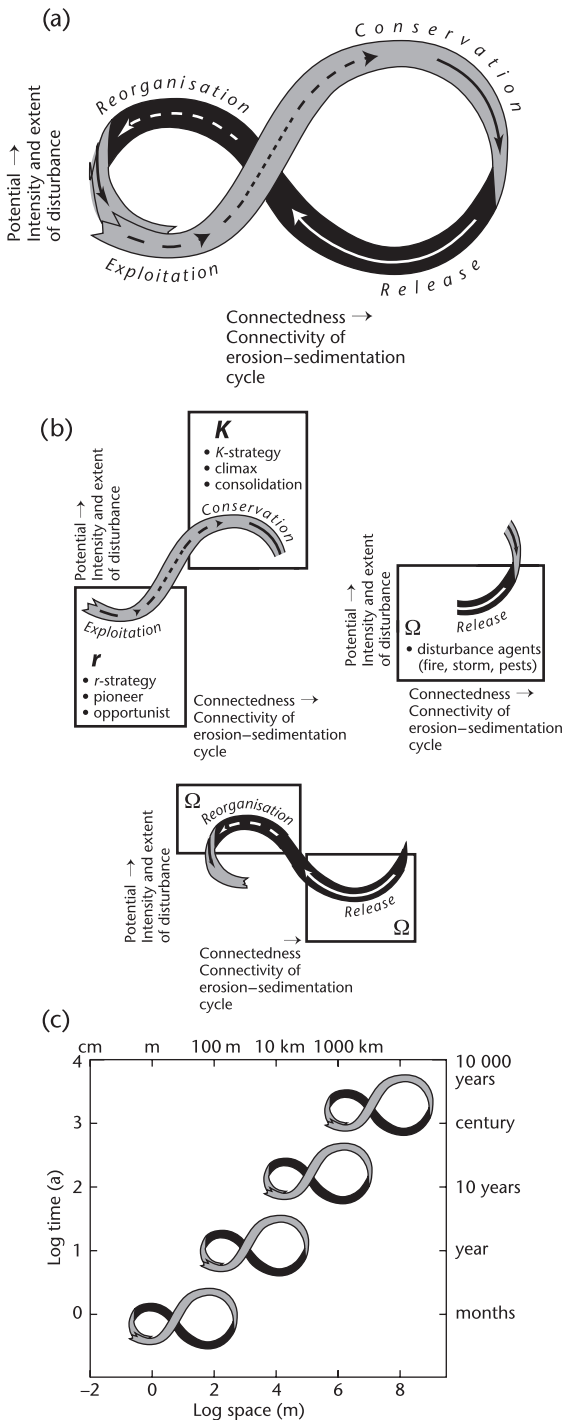 (a)
Conservation
Reorganisation
Potential →
Intensity and extent
of disturbance
Exploitation
Release
Connectedness →
Connectivity of
erosion–sedimentation
cycle
(b)
K
• K-strategy
• climax
• consolidation
Conservation
Potential →
Intensity and extent
of disturbance
Exploitation
r
• r-strategy
• pioneer
• opportunist
Connectedness →
Connectivity of
erosion–sedimentation
cycle
Potential →
Intensity and extent
of disturbance
Ω
Release
• disturbance agents
(fire, storm, pests)
Connectedness →
Connectivity of
erosion–sedimentation
cycle
Ω
Reorganisation
Potential →
Intensity and extent
of disturbance
Release
Ω
→
Connectedness
Connectivity of
erosion–sedimentation
cycle
(c)
cm m 100 m 10 km 1000 km
4
10 000
years
3
century
2
10 years
1
year
0
months
Log time (a)
−2 0 2 4 6 8
Log space (m)